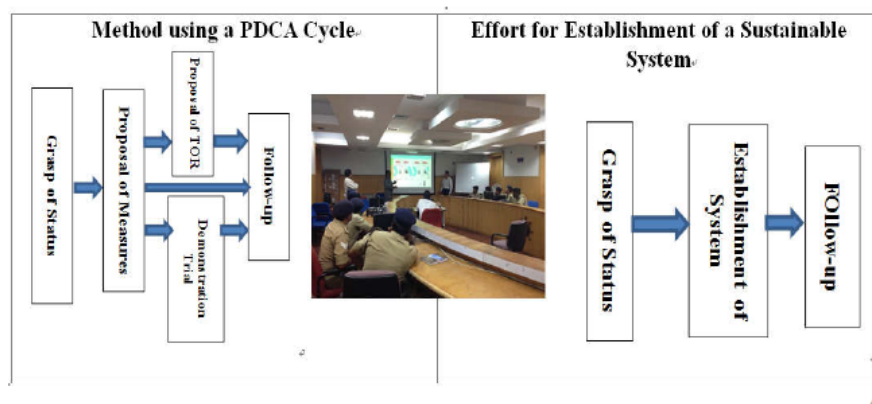 Method using a PDCA Cycle
Grasp of Status
Proposal of Measures
Proposal of TOR
Demonstration
Trial
Follow-up
Effort for Establishment of a Sustainable
System
Grasp of Status
Establishment of
System
FOllow-up